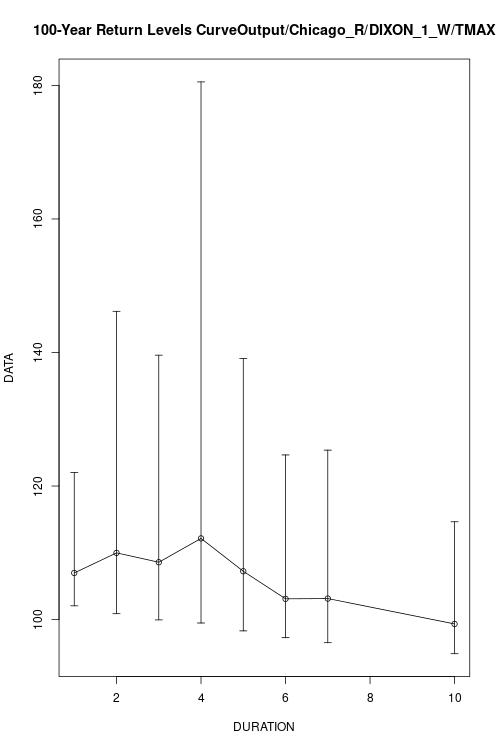 100-Year Return Levels CurveOutput/Chicago_R/DIXON_1_W/TMAX
180
160
140
120
100
DATA
2 4 6 8 10
DURATION